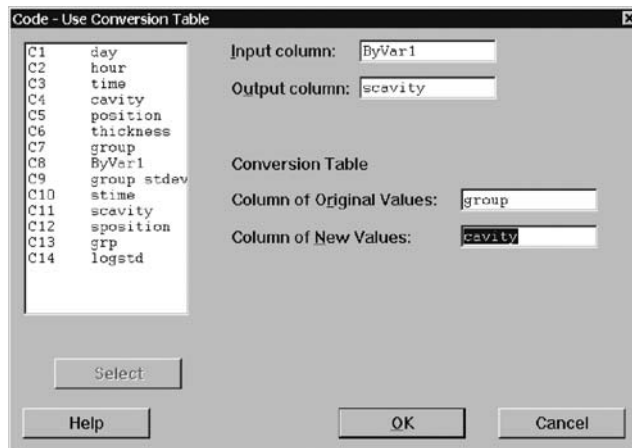 Code - Use Conversion Table
C1 day
C2 hour
C3 time
C4 cavity
C5 position
C6 thickness
C7 group
C8 ByVar1
C9 group stdev
C10 stime
C11 scavity
C12 sposition
C13 grp
C14 logstd
Input column: ByVar1
Output column: scavity
Conversion Table
Column of Original Values: group
Column of New Values: cavity
Select
Help
OK
Cancel